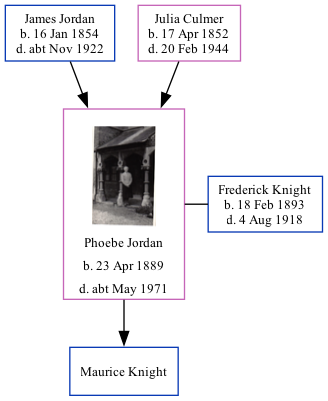 James Jordan
b. 16 Jan 1854
d. abt Nov 1922
Julia Culmer
b. 17 Apr 1852
d. 20 Feb 1944
Phoebe Jordan
b. 23 Apr 1889
d. abt May 1971
Frederick Knight
b. 18 Feb 1893
d. 4 Aug 1918
Maurice Knight